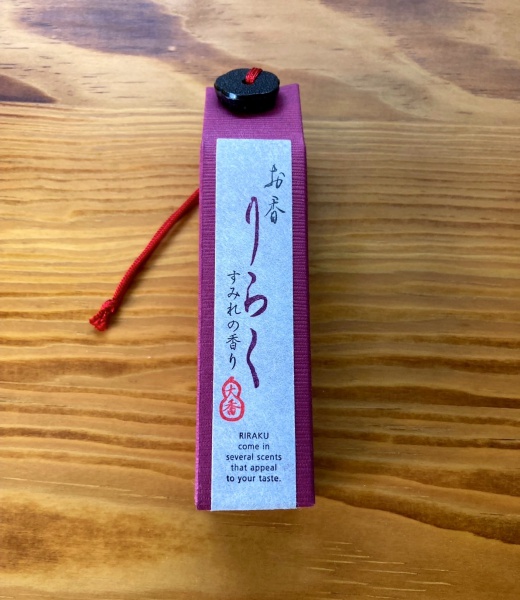 お香
りらく
すみれの香り
大香
RIRAKU
come in
several scents
that appeal
to your taste.